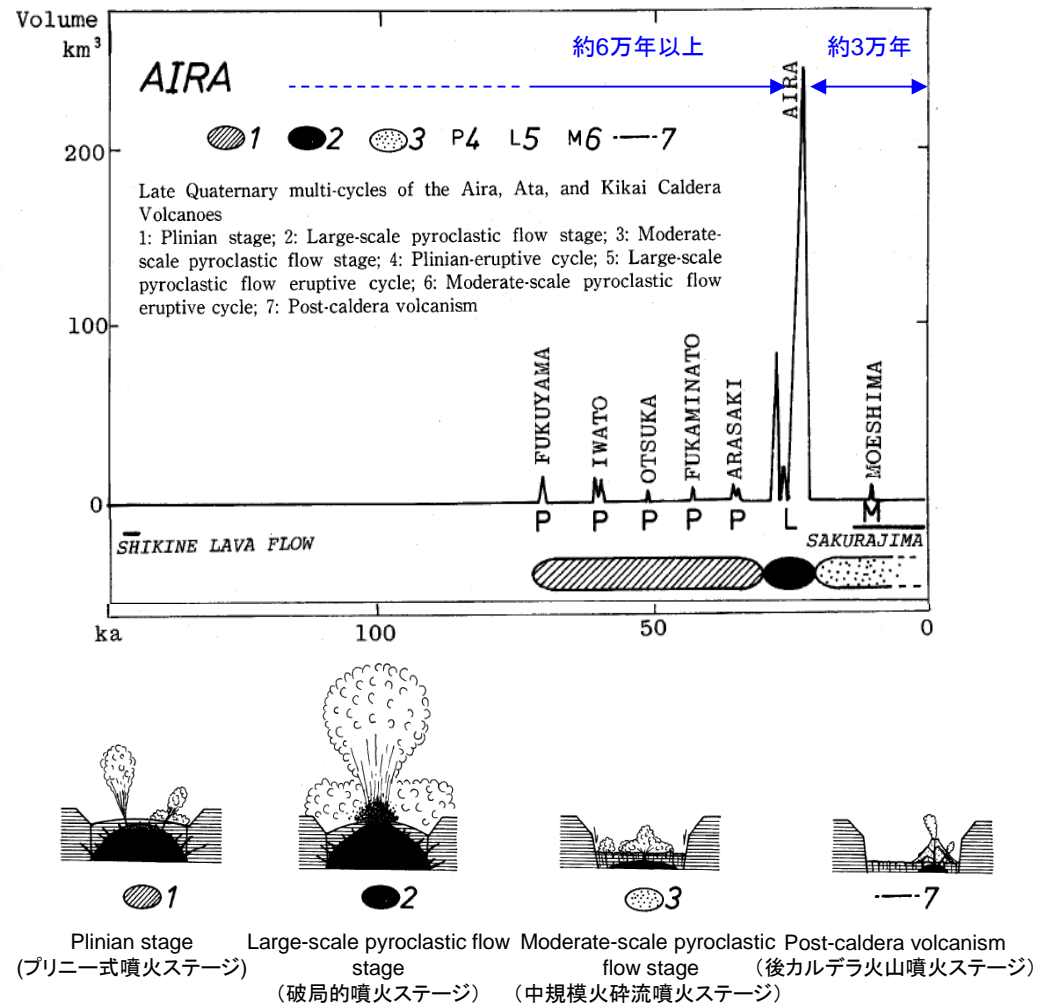 Volume
km³
約6万年以上
約3万年
AIRA
AIRA
1 2 3 P4 L5 M6 7
200
Late Quaternary multi-cycles of the Aira, Ata, and Kikai Caldera
Volcanoes
1: Plinian stage; 2: Large-scale pyroclastic flow stage; 3: Moderate-
scale pyroclastic flow stage; 4: Plinian-eruptive cycle; 5: Large-scale
pyroclastic flow eruptive cycle; 6: Moderate-scale pyroclastic flow
eruptive cycle; 7: Post-caldera volcanism
100
FUKUYAMA
IWATO
OTSUKA
FUKAMINATO
ARASAKI
MOESHIMA
0
P P P P P L M
SHIKINE LAVA FLOW
SAKURAJIMA
ka 100 50 0
1 2 3 7
Plinian stage
(プリニー式噴火ステージ)
Large-scale pyroclastic flow
stage
(破局的噴火ステージ)
Moderate-scale pyroclastic
flow stage
(中規模火砕流噴火ステージ)
Post-caldera volcanism
(後カルデラ火山噴火ステージ)